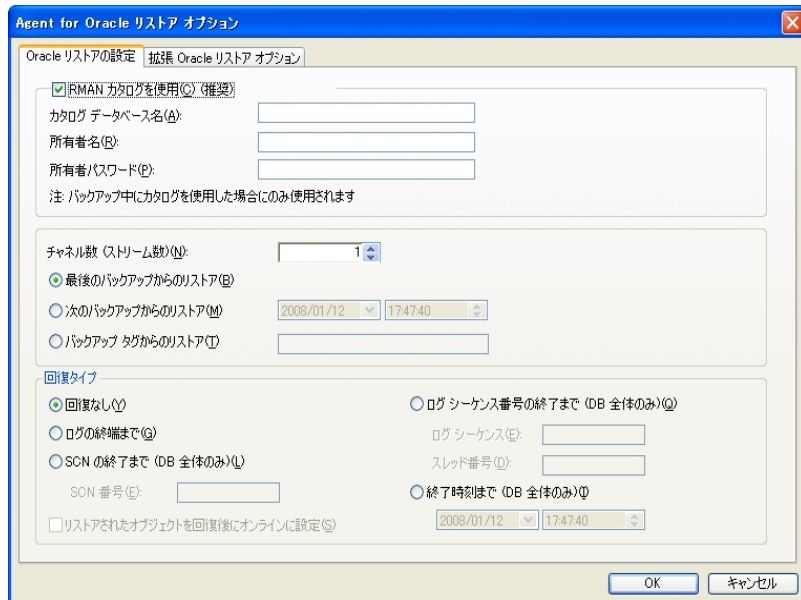 Agent for Oracle リストア オプション
Oracle リストアの設定
拡張 Oracle リストア オプション
RMAN カタログを使用(C) (推奨)
カタログ データベース名(A):
所有者名(R):
所有者パスワード(P):
注: バックアップ中にカタログを使用した場合にのみ使用されます
チャネル数 (ストリーム数)(N): 1
最後のバックアップからのリストア(B)
次のバックアップからのリストア(M) 2008/01/12 17:47:40
バックアップ タグからのリストア(T)
回復タイプ
回復なし(Y)
ログの終端まで(G)
SCN の終了まで (DB 全体のみ)(L)
SCN 番号(E):
リストアされたオブジェクトを回復後にオンラインに設定(S)
ログ シーケンス番号の終了まで (DB 全体のみ)(Q)
ログ シーケンス(E):
スレッド番号(D):
終了時刻まで (DB 全体のみ)(I)
2008/01/12 17:47:40
OK
キャンセル